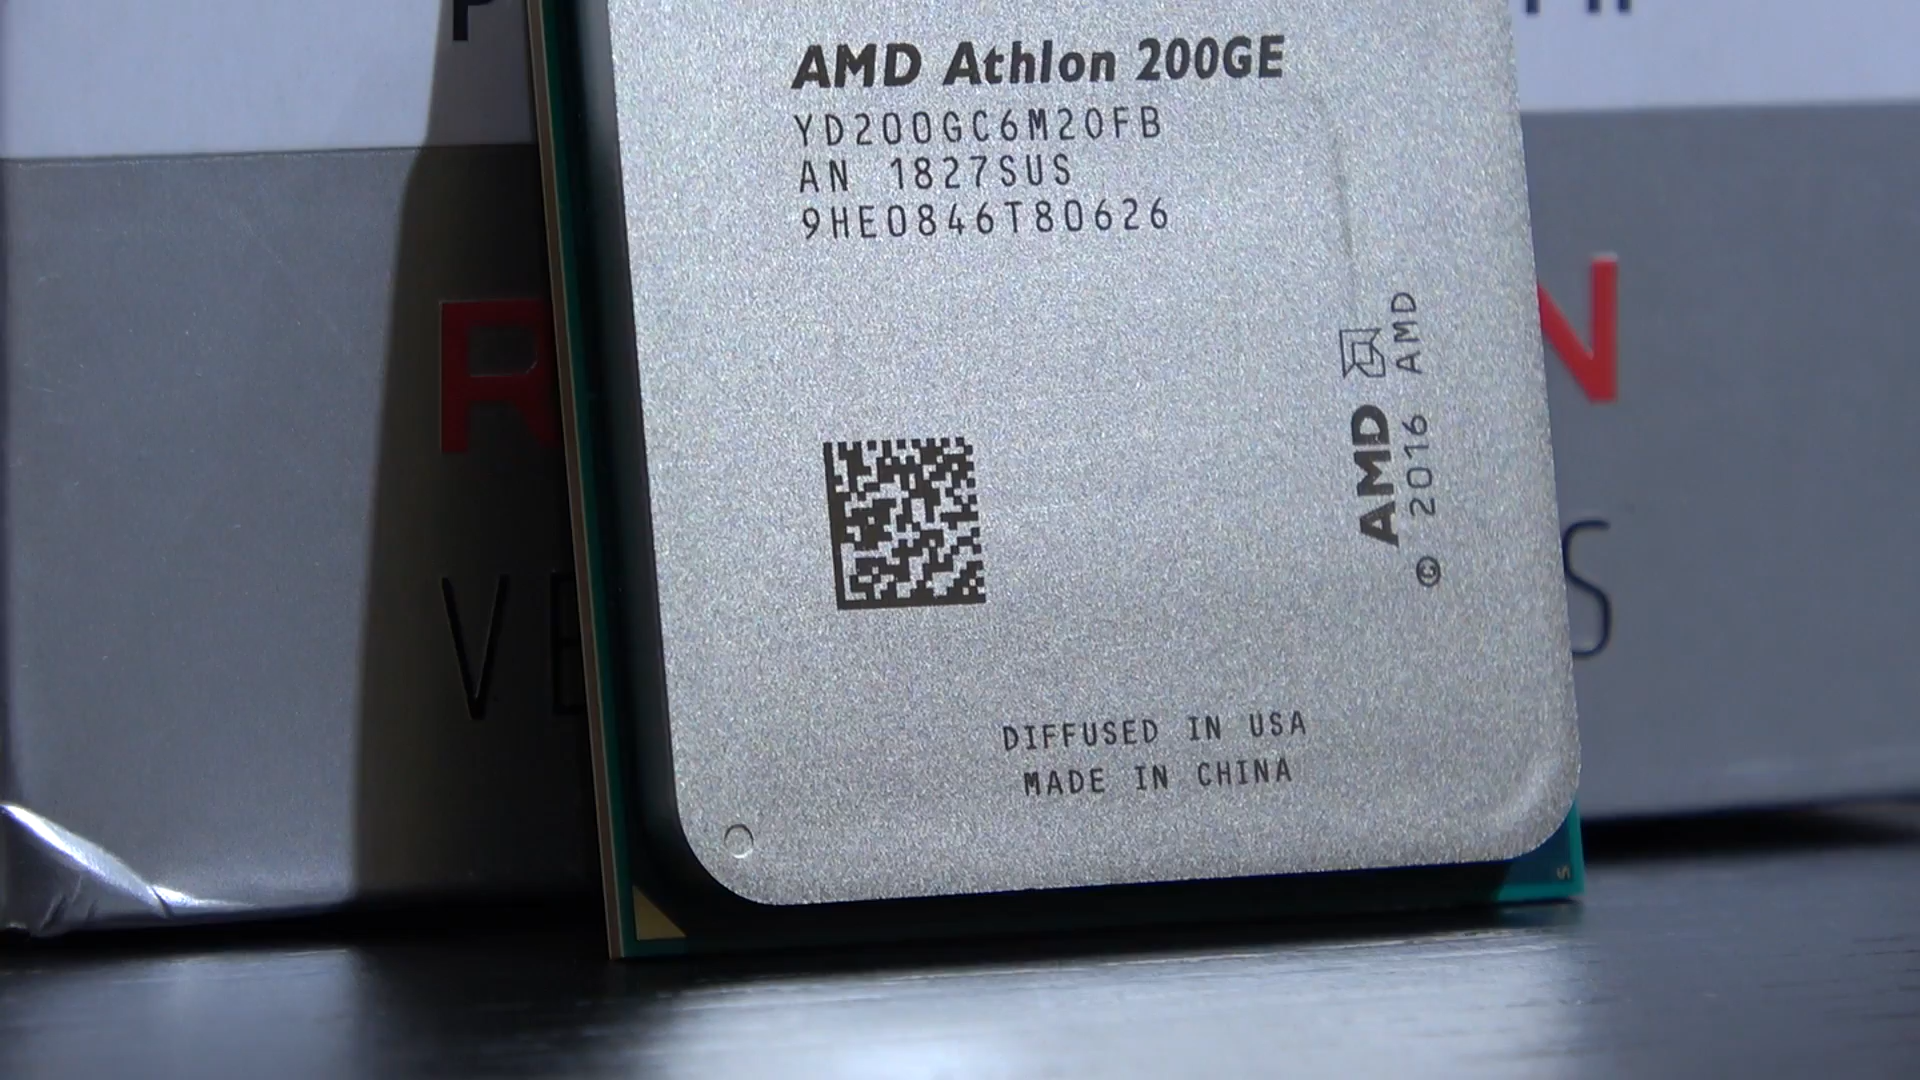 AMD Athlon 200GE
YD200GC6M20FB
AN 1827SUS
9HE0846T80626
AMD
© 2016 AMD
DIFFUSED IN USA
MADE IN CHINA